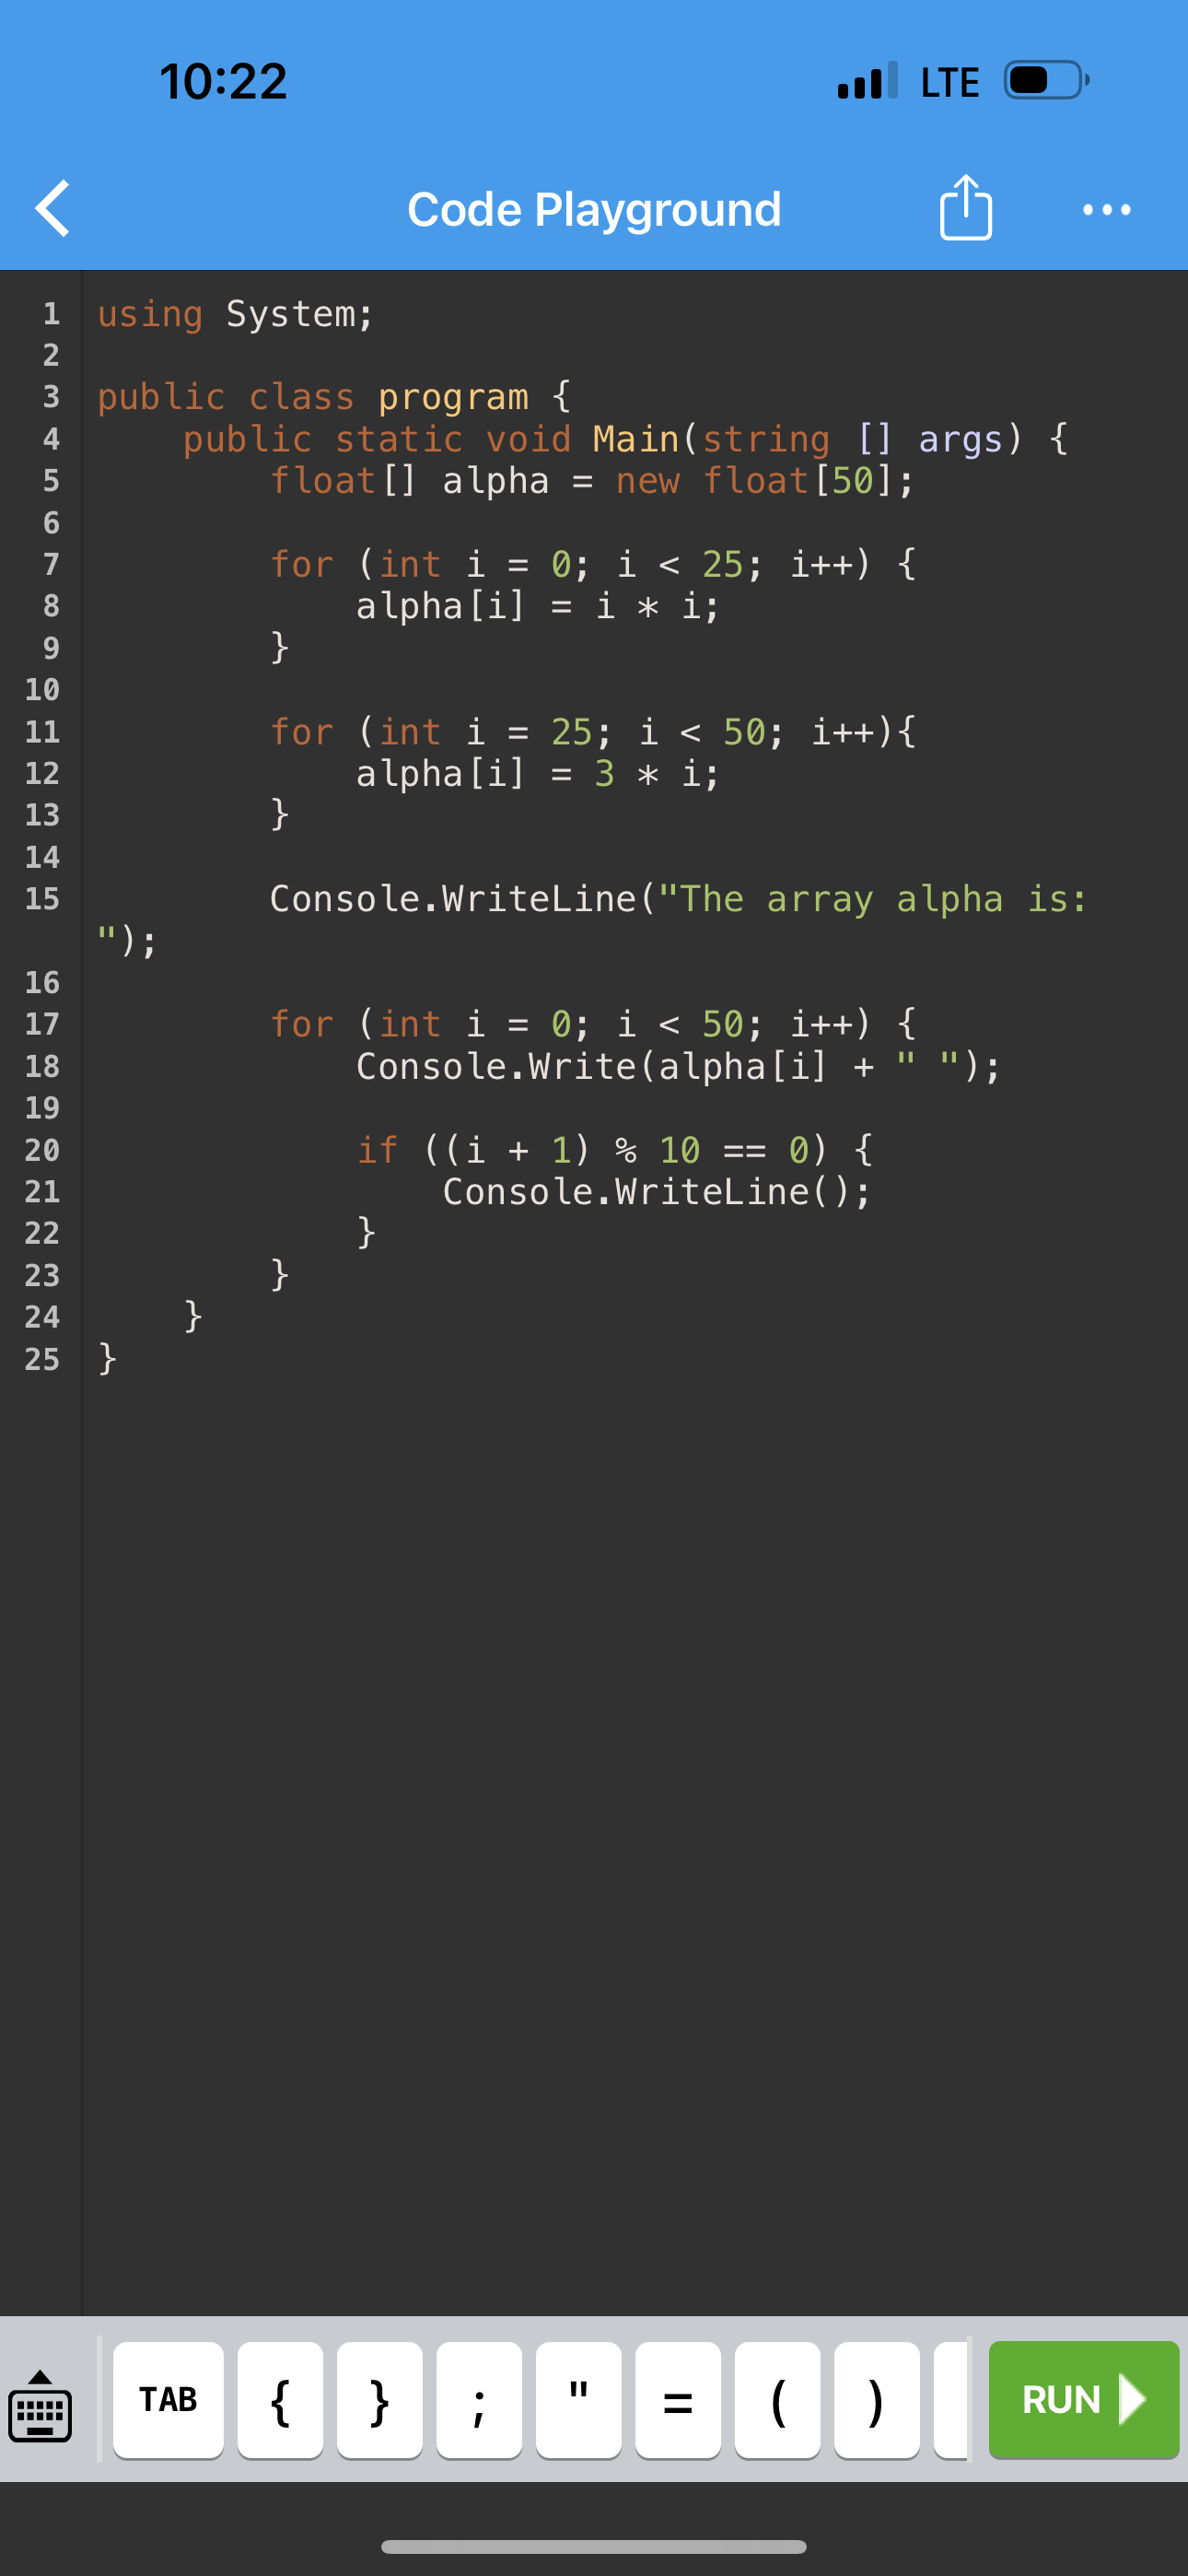 10:22 LTE
Code Playground
1 using System;
2
3 public class program {
4     public static void Main(string [] args) {
5         float[] alpha = new float[50];
6
7         for (int i = 0; i < 25; i++) {
8             alpha[i] = i * i;
9         }
10
11         for (int i = 25; i < 50; i++){
12             alpha[i] = 3 * i;
13         }
14
15         Console.WriteLine("The array alpha is:
");
16
17         for (int i = 0; i < 50; i++) {
18             Console.Write(alpha[i] + " ");
19
20             if ((i + 1) % 10 == 0) {
21                 Console.WriteLine();
22             }
23         }
24     }
25 }
TAB { } ; " = ( ) RUN